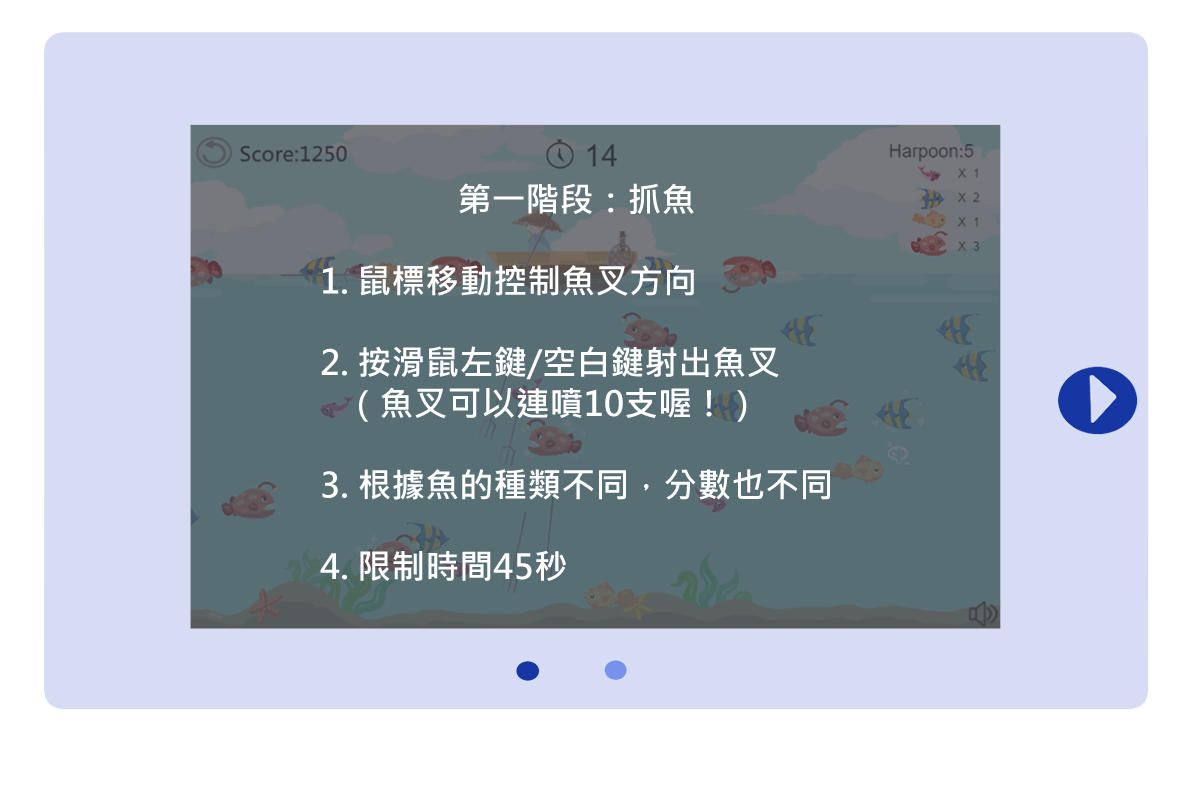 Score:1250
14
Harpoon:5
X 1
X 2
X 1
X 3
第一階段：抓魚
1. 鼠標移動控制魚叉方向
2. 按滑鼠左鍵/空白鍵射出魚叉
( 魚叉可以連噴10支喔！ )
3. 根據魚的種類不同，分數也不同
4. 限制時間45秒